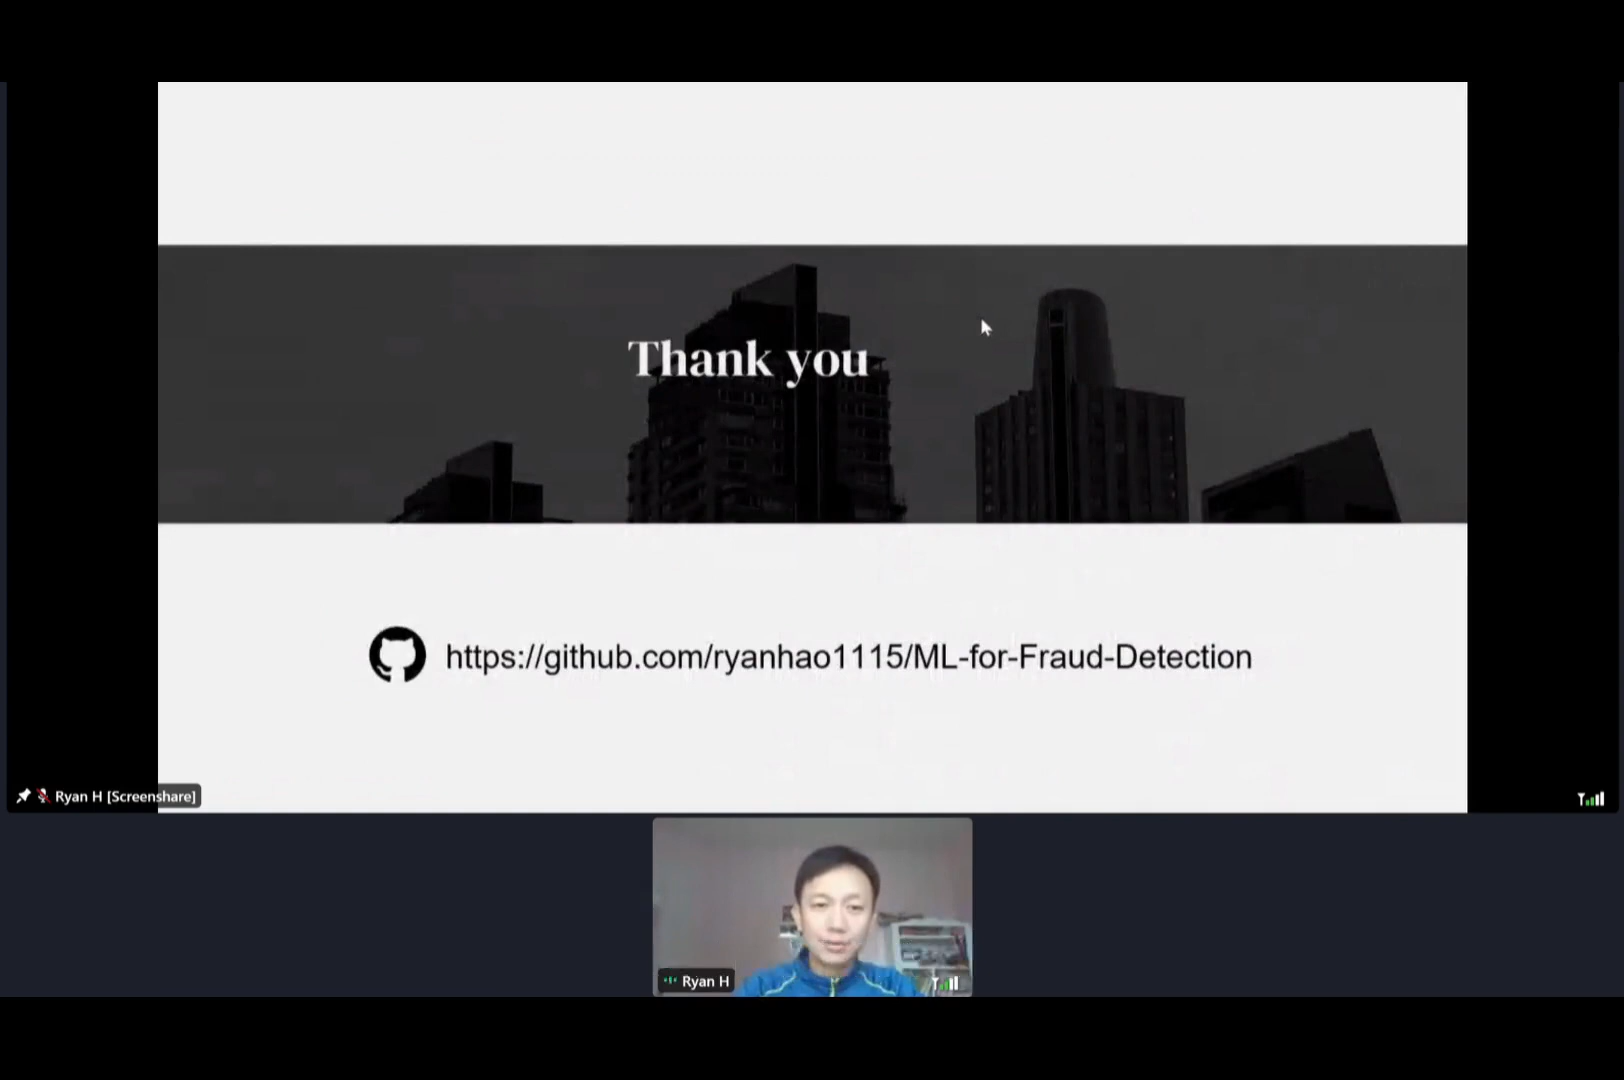 Thank you
https://github.com/ryanhao1115/ML-for-Fraud-Detection
Ryan H [Screenshare]
Ryan H